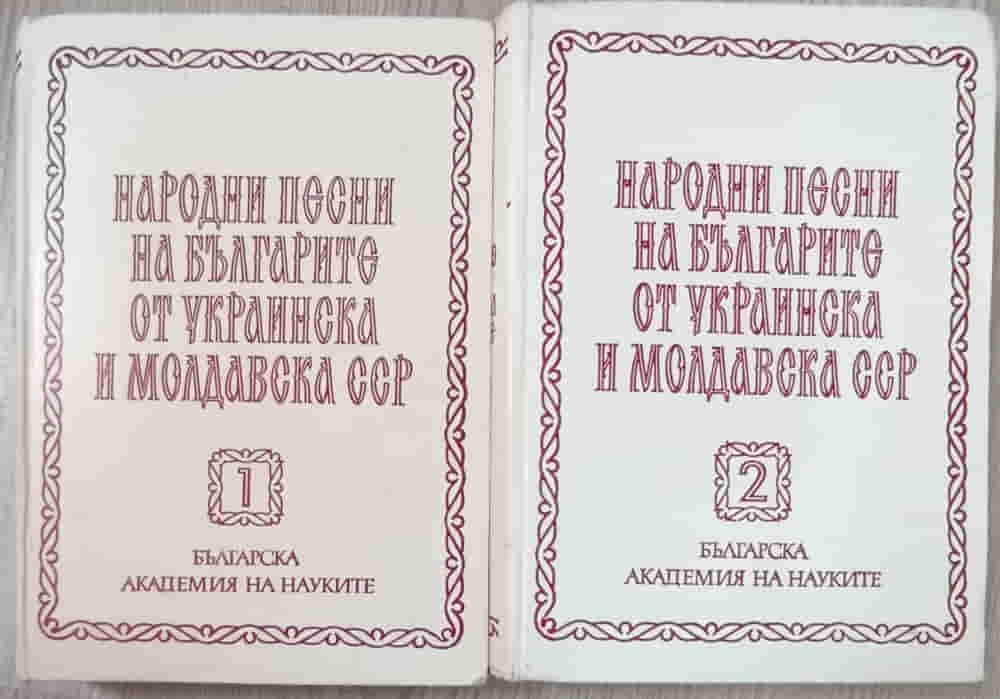 НАРОДНИ ПЕСНИ
НА БЪЛГАРИТЕ
ОТ УКРАИНСКА
И МОЛДАВСКА ССР
1
БЪЛГАРСКА
АКАДЕМИЯ НА НАУКИТЕ
НАРОДНИ ПЕСНИ
НА БЪЛГАРИТЕ
ОТ УКРАИНСКА
И МОЛДАВСКА ССР
2
БЪЛГАРСКА
АКАДЕМИЯ НА НАУКИТЕ